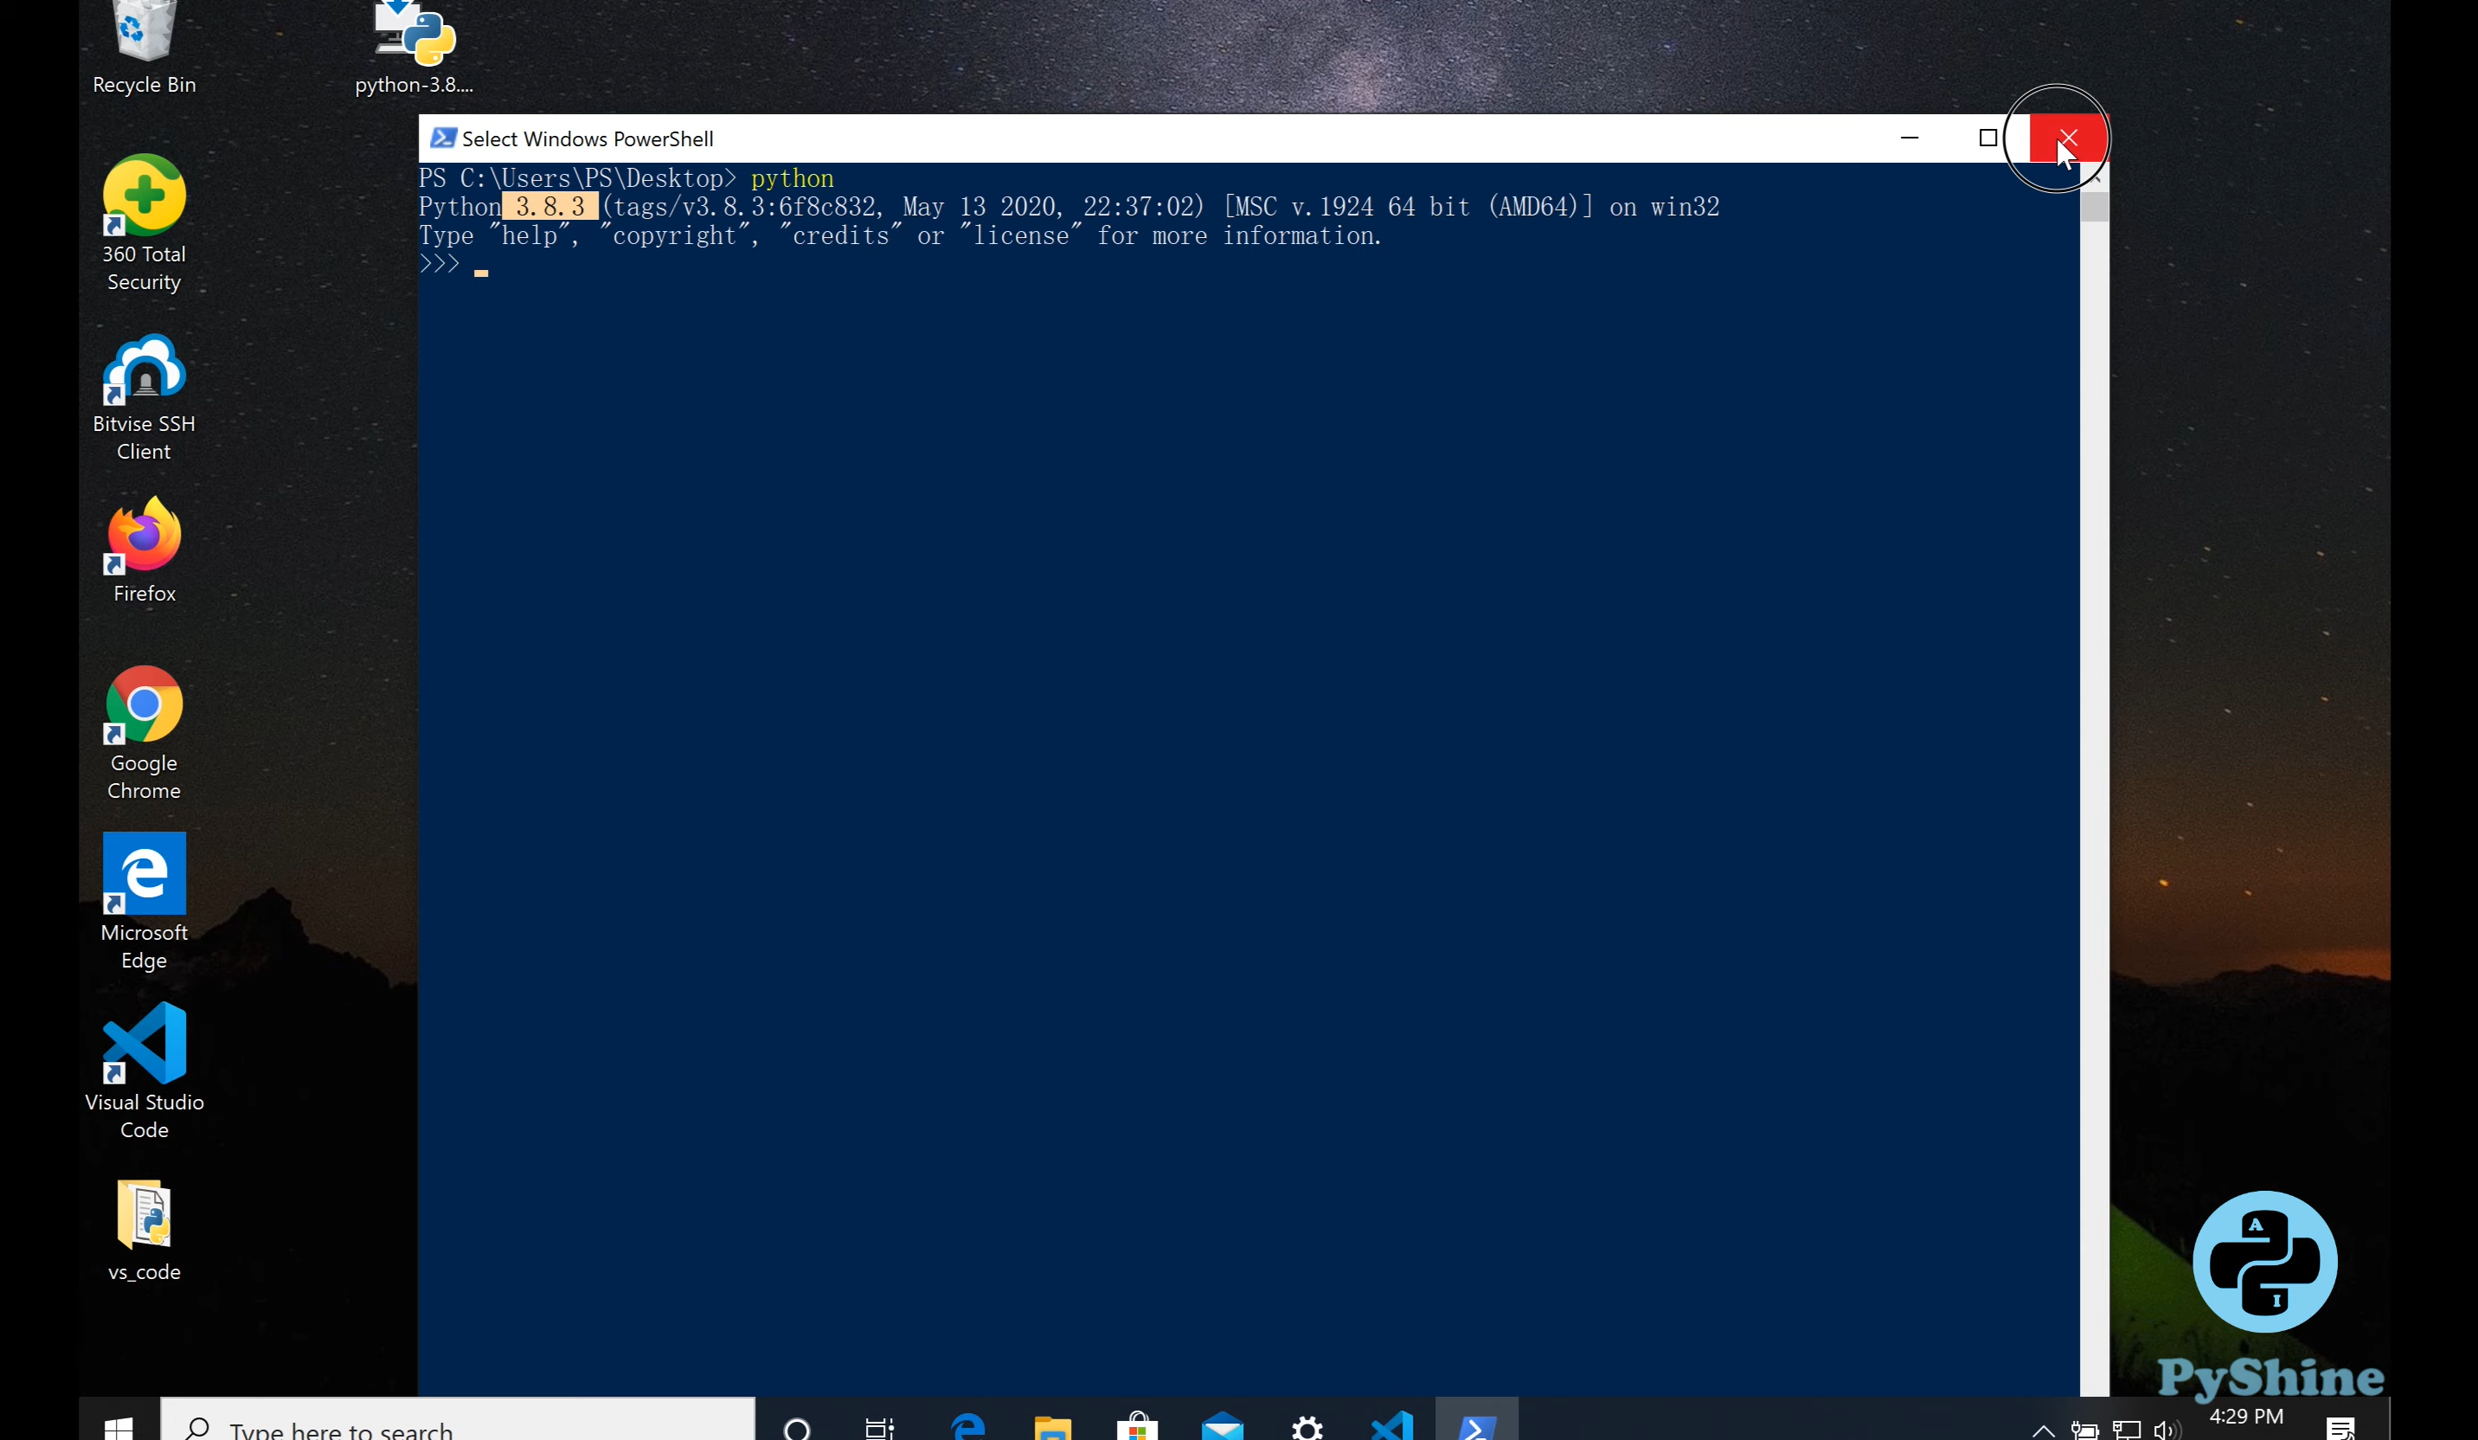 Recycle Bin
python-3.8....
Select Windows PowerShell
PS C:\Users\PS\Desktop> python
Python 3.8.3 (tags/v3.8.3:6f8c832, May 13 2020, 22:37:02) [MSC v.1924 64 bit (AMD64)] on win32
Type "help", "copyright", "credits" or "license" for more information.
>>>
360 Total
Security
Bitvise SSH
Client
Firefox
Google
Chrome
Microsoft
Edge
Visual Studio
Code
vs_code
A
I
PyShine
Type here to search
4:29 PM